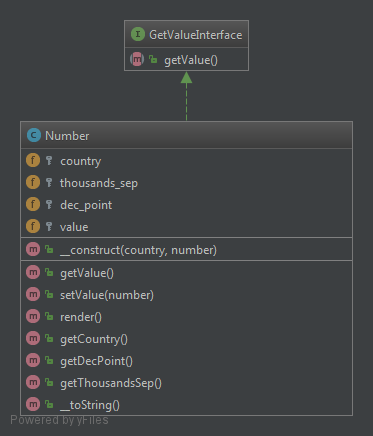 GetValueInterface
getValue()
Number
country
thousands_sep
dec_point
value
__construct(country, number)
getValue()
setValue(number)
render()
getCountry()
getDecPoint()
getThousandsSep()
__toString()
Powered by yFiles